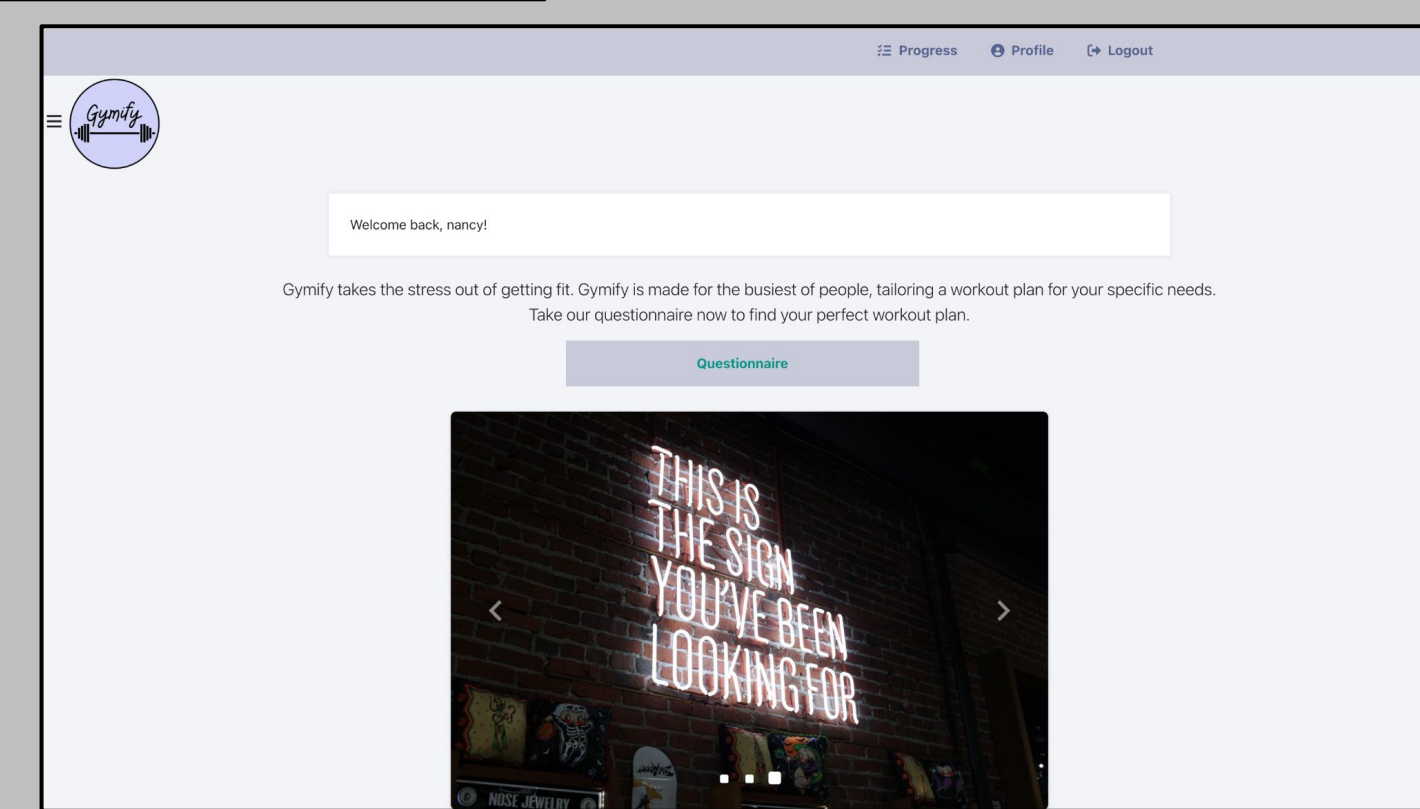 Progress Profile Logout
Gymify
Welcome back, nancy!
Gymify takes the stress out of getting fit. Gymify is made for the busiest of people, tailoring a workout plan for your specific needs.
Take our questionnaire now to find your perfect workout plan.
Questionnaire
THIS IS
THE SIGN
YOU'VE BEEN
LOOKING FOR
NOSE JEWELRY